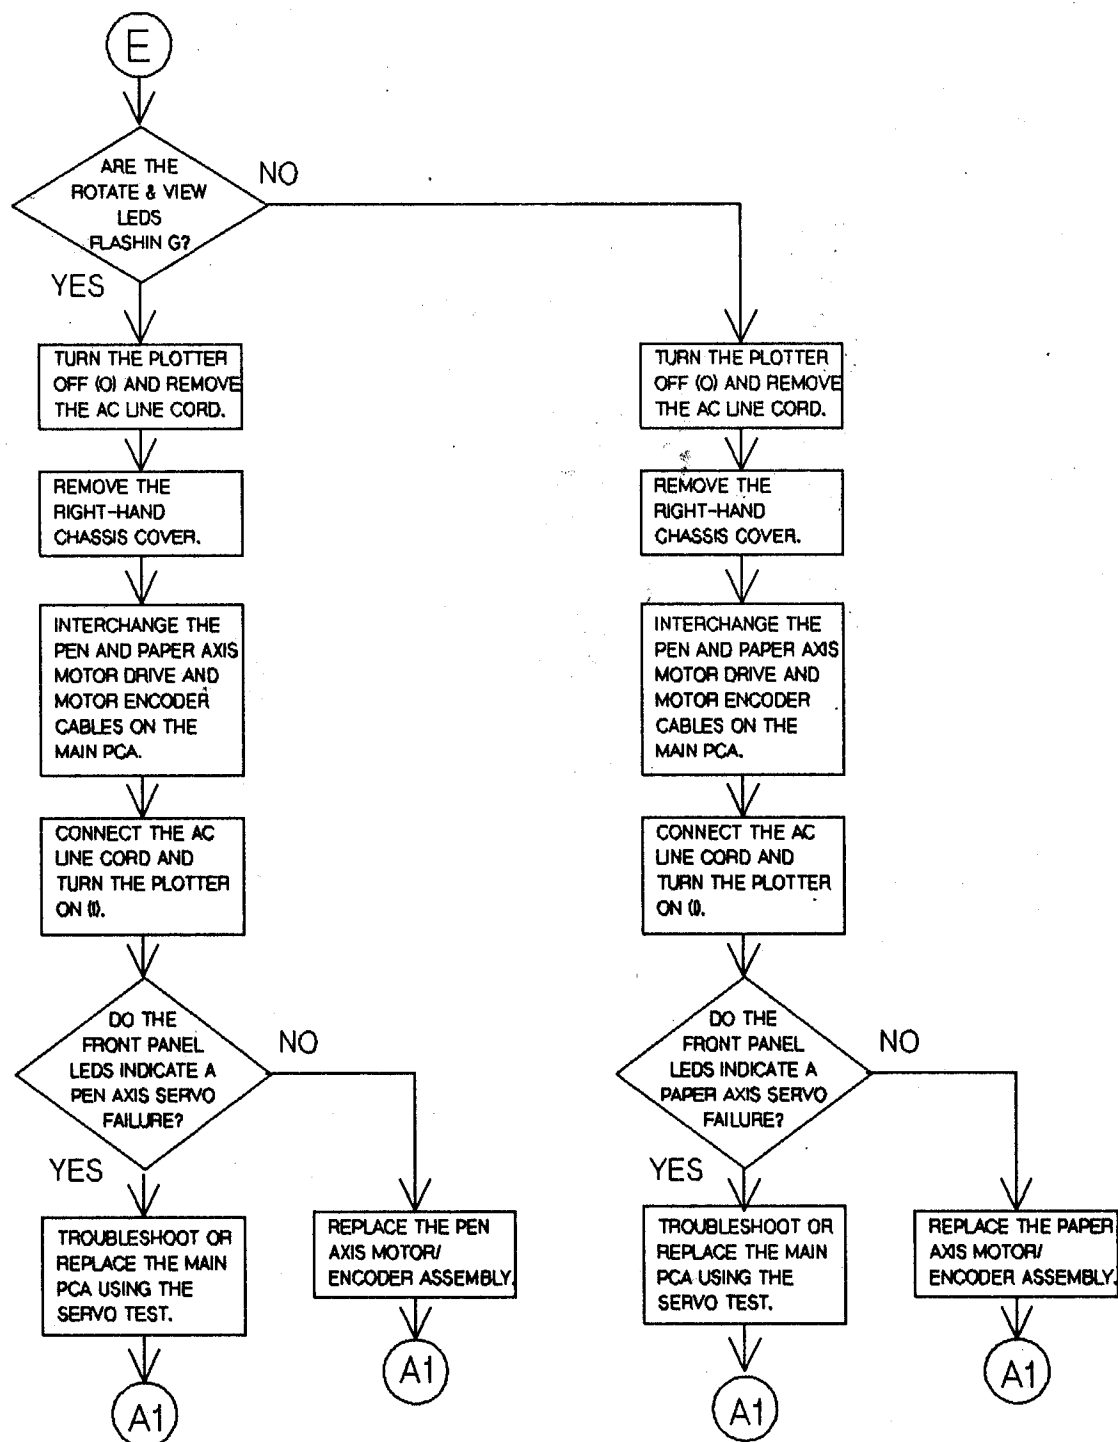 E
ARE THE
ROTATE & VIEW
LEDS
FLASHIN G?
NO
YES
TURN THE PLOTTER
OFF (O) AND REMOVE
THE AC LINE CORD.
REMOVE THE
RIGHT-HAND
CHASSIS COVER.
INTERCHANGE THE
PEN AND PAPER AXIS
MOTOR DRIVE AND
MOTOR ENCODER
CABLES ON THE
MAIN PCA.
CONNECT THE AC
LINE CORD AND
TURN THE PLOTTER
ON (I).
DO THE
FRONT PANEL
LEDS INDICATE A
PEN AXIS SERVO
FAILURE?
NO
YES
TROUBLESHOOT OR
REPLACE THE MAIN
PCA USING THE
SERVO TEST.
A1
REPLACE THE PEN
AXIS MOTOR/
ENCODER ASSEMBLY.
A1
TURN THE PLOTTER
OFF (O) AND REMOVE
THE AC LINE CORD.
REMOVE THE
RIGHT-HAND
CHASSIS COVER.
INTERCHANGE THE
PEN AND PAPER AXIS
MOTOR DRIVE AND
MOTOR ENCODER
CABLES ON THE
MAIN PCA.
CONNECT THE AC
LINE CORD AND
TURN THE PLOTTER
ON (I).
DO THE
FRONT PANEL
LEDS INDICATE A
PAPER AXIS SERVO
FAILURE?
NO
YES
TROUBLESHOOT OR
REPLACE THE MAIN
PCA USING THE
SERVO TEST.
A1
REPLACE THE PAPER
AXIS MOTOR/
ENCODER ASSEMBLY.
A1